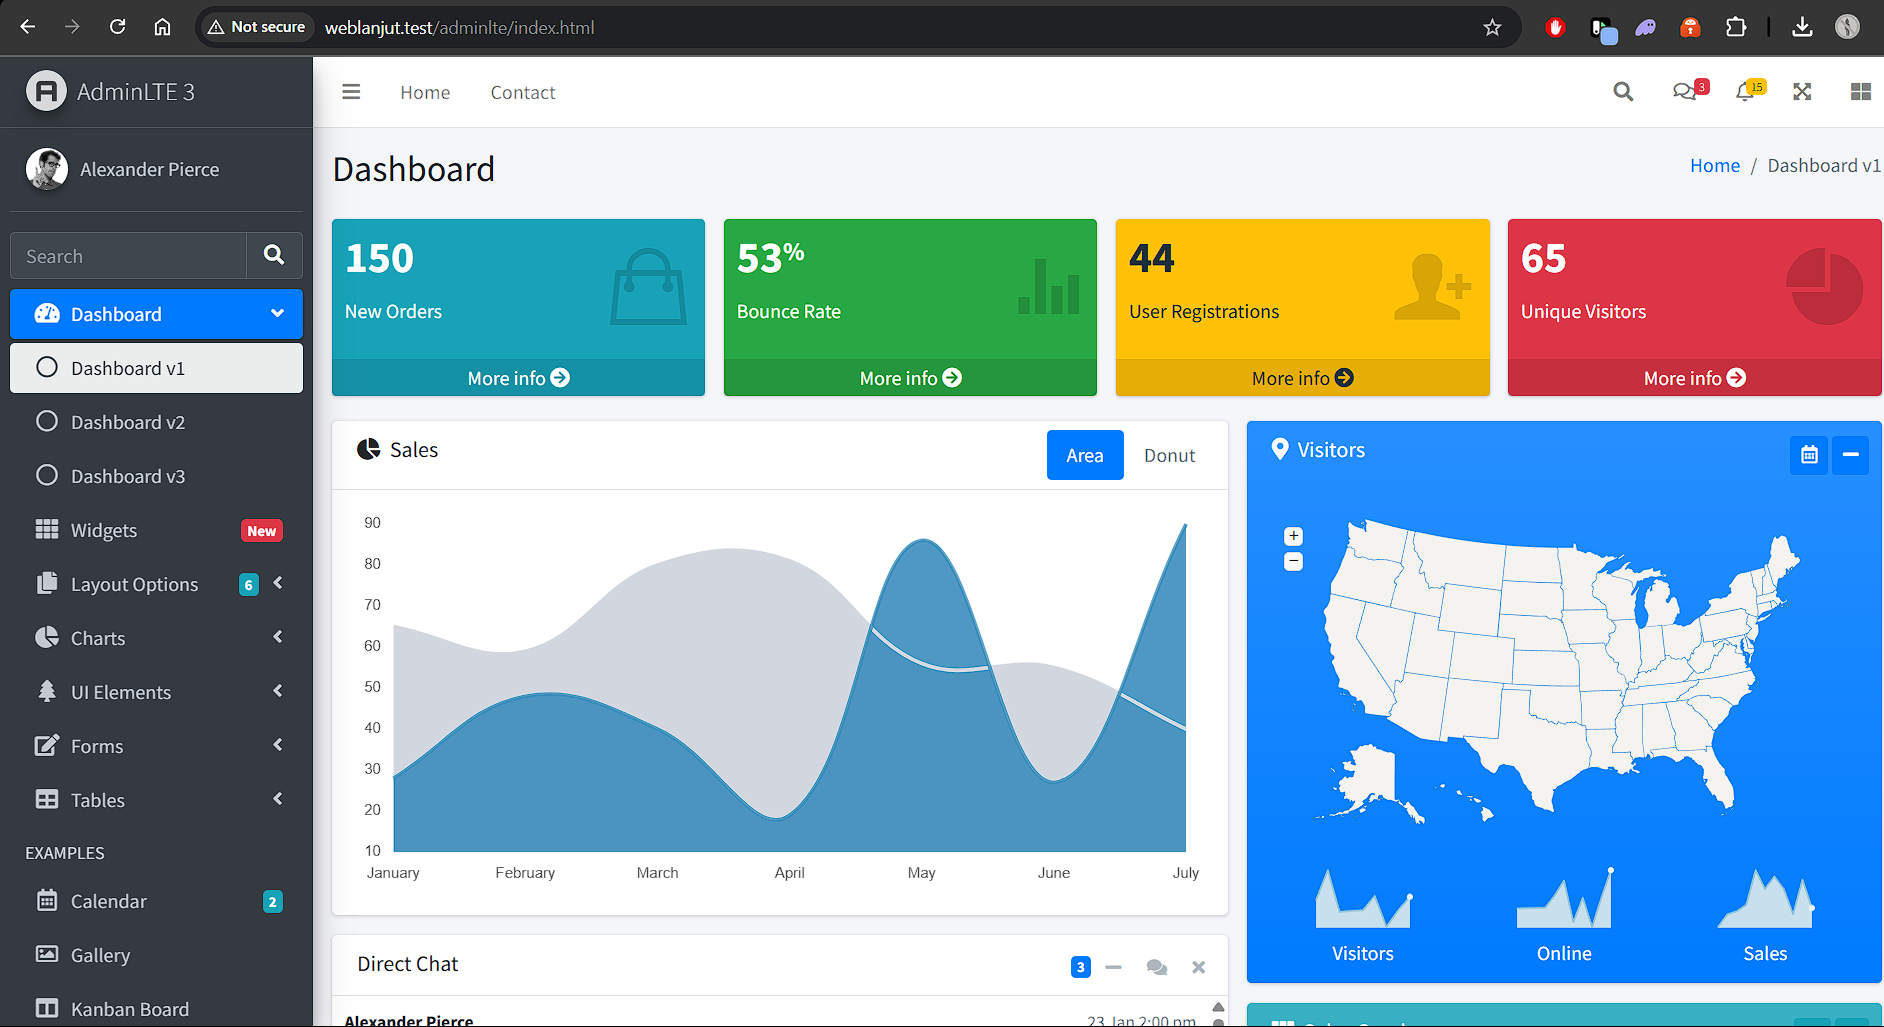 Not secure
weblanjut.test/adminlte/index.html
AdminLTE 3
Home
Contact
3
15
Alexander Pierce
Dashboard
Home / Dashboard v1
Search
Dashboard
Dashboard v1
Dashboard v2
Dashboard v3
Widgets New
Layout Options 6
Charts
UI Elements
Forms
Tables
EXAMPLES
Calendar 2
Gallery
Kanban Board
150
New Orders
More info
53%
Bounce Rate
More info
44
User Registrations
More info
65
Unique Visitors
More info
Sales
Area
Donut
90
80
70
60
50
40
30
20
10
January February March April May June July
Visitors
+
−
Visitors
Online
Sales
Direct Chat
3
Alexander Pierce
23 Jan 2:00 pm